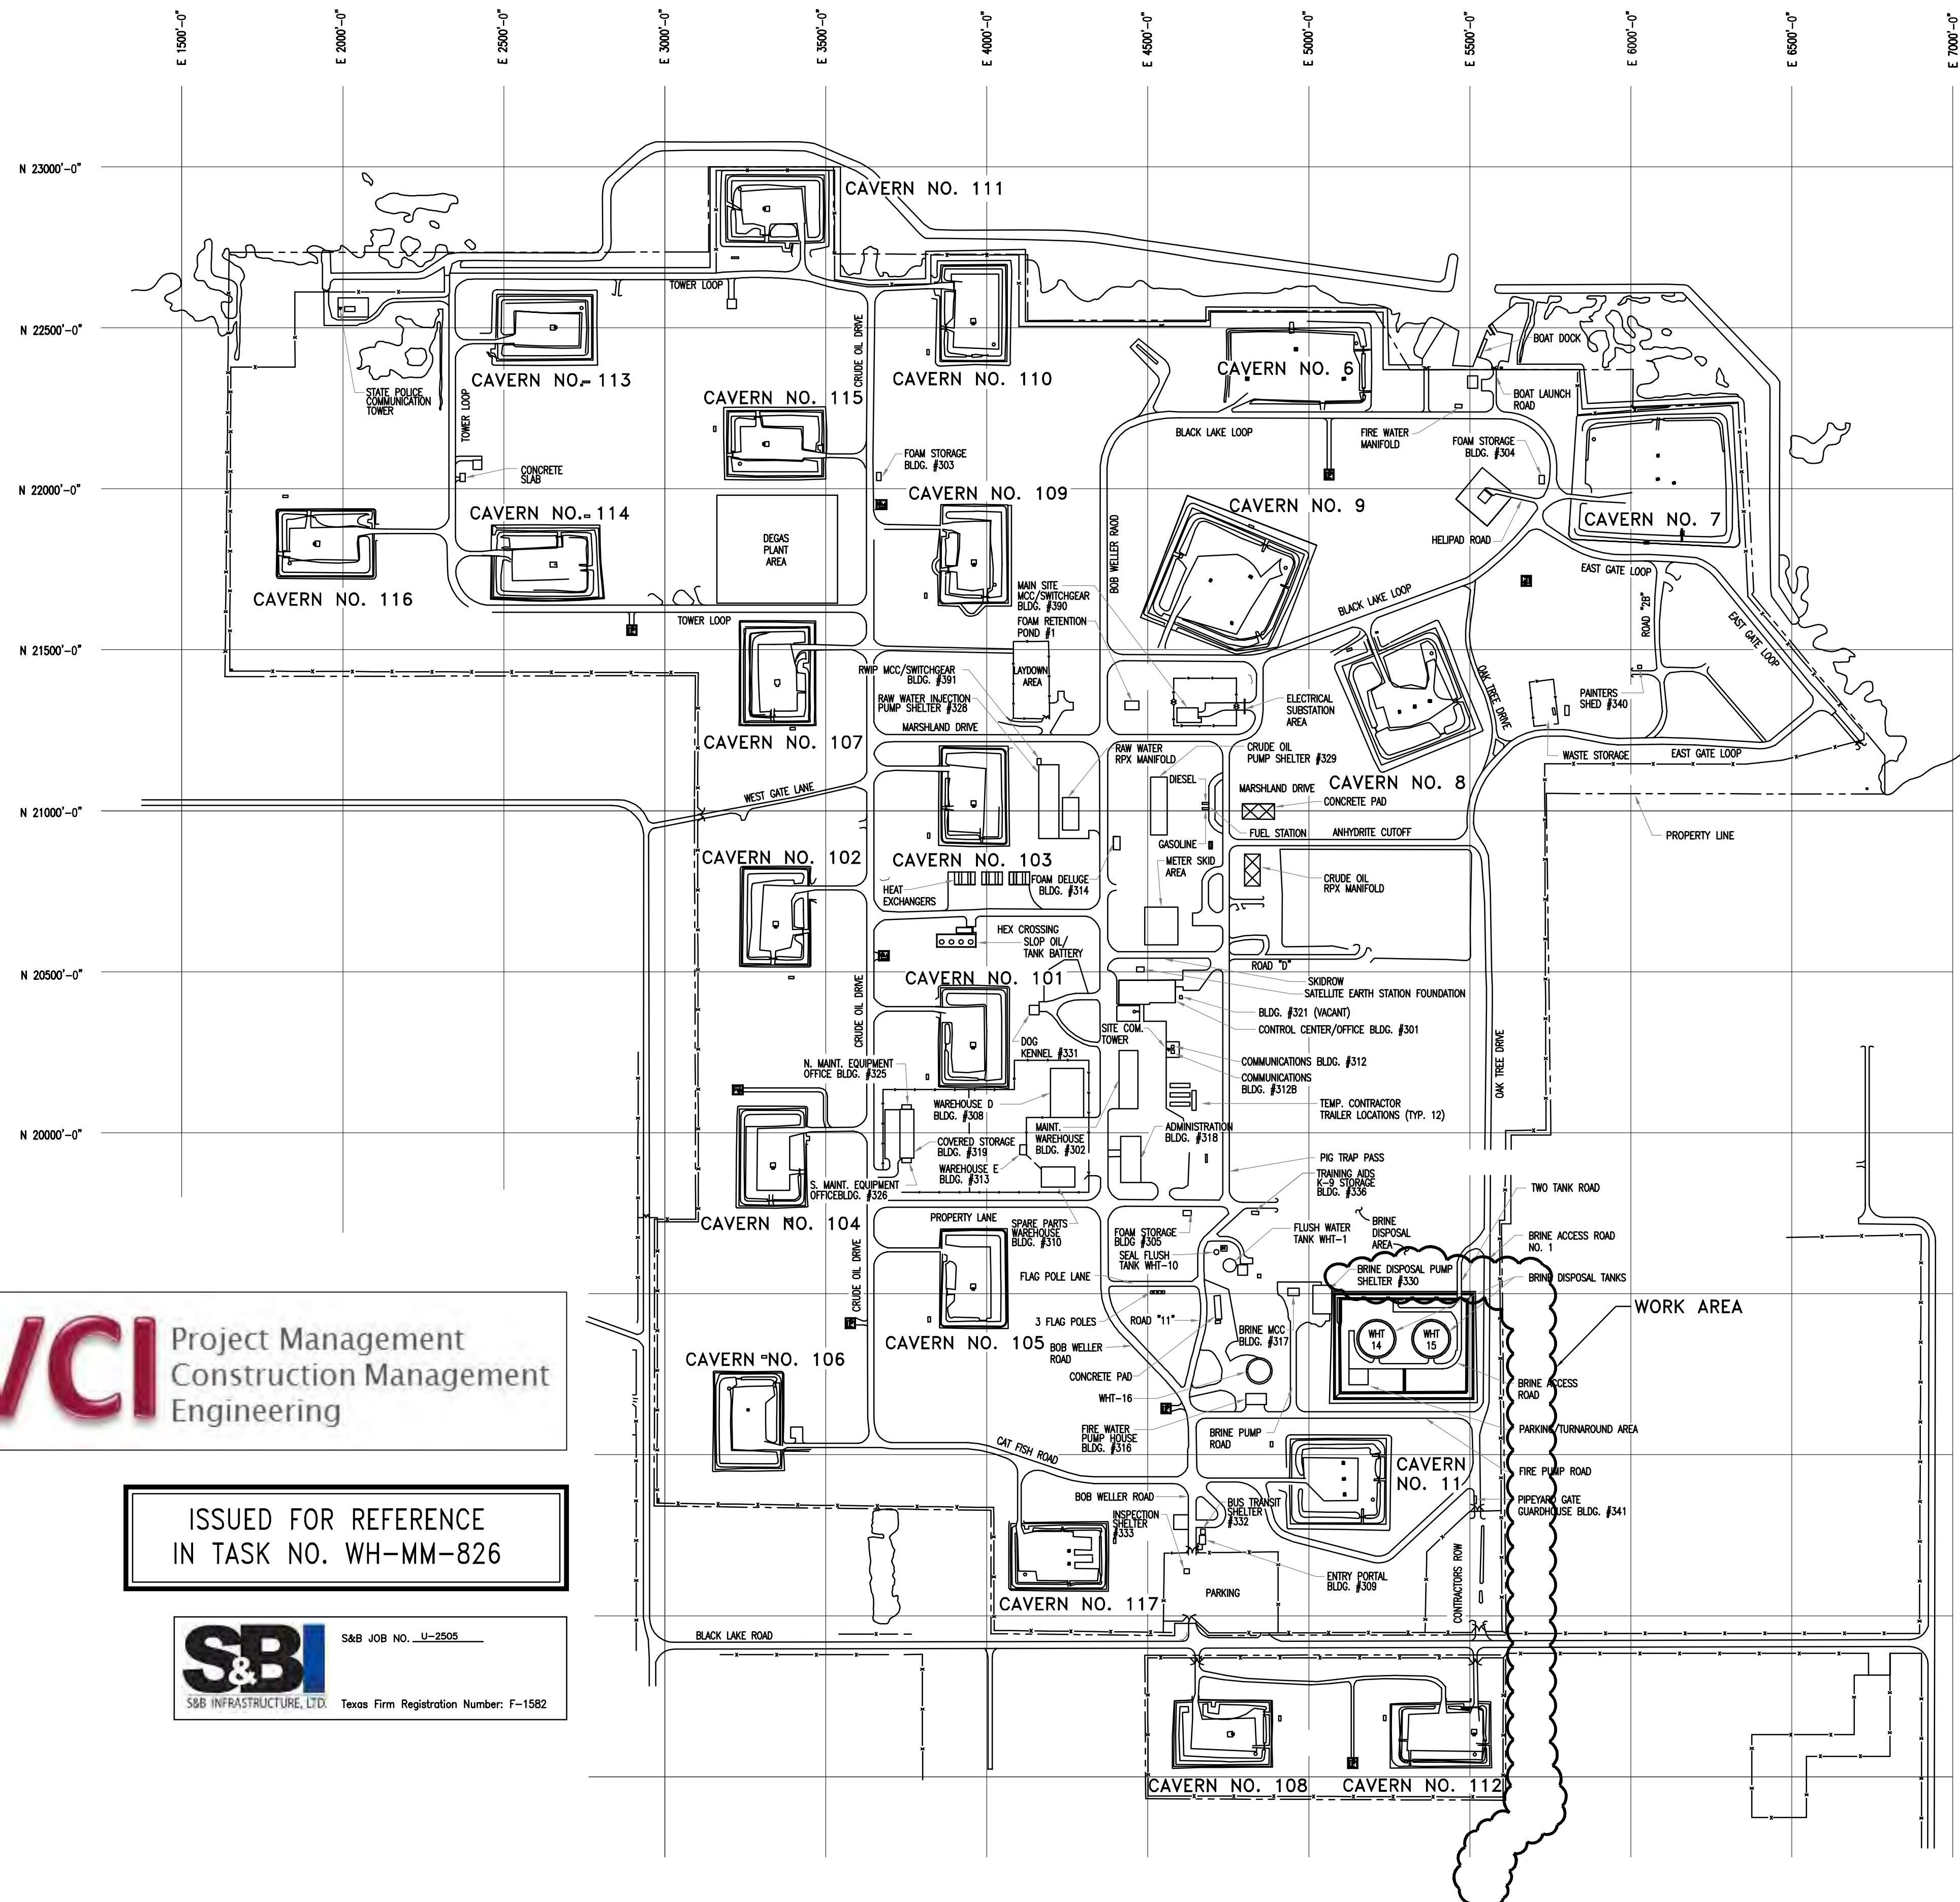 E 1500'-0"
E 2000'-0"
E 2500'-0"
E 3000'-0"
E 3500'-0"
E 4000'-0"
E 4500'-0"
E 5000'-0"
E 5500'-0"
E 6000'-0"
E 6500'-0"
E 7000'-0"
N 23000'-0"
CAVERN NO. 111
TOWER LOOP
N 22500'-0"
CRUDE OIL DRIVE
BOAT DOCK
CAVERN NO. 113
CAVERN NO. 110
CAVERN NO. 6
STATE POLICE
COMMUNICATION
TOWER
BOAT LAUNCH
ROAD
CAVERN NO. 115
TOWER LOOP
BLACK LAKE LOOP
FIRE WATER
MANIFOLD
FOAM STORAGE
BLDG. #304
FOAM STORAGE
BLDG. #303
CONCRETE
SLAB
N 22000'-0"
CAVERN NO. 109
CAVERN NO. 9
CAVERN NO. 114
CAVERN NO. 7
DEGAS
PLANT
AREA
BOB WELLER RAOD
HELIPAD ROAD
EAST GATE LOOP
CAVERN NO. 116
MAIN SITE
MCC/SWITCHGEAR
BLDG. #390
BLACK LAKE LOOP
ROAD "2B"
FOAM RETENTION
POND #1
TOWER LOOP
EAST GATE LOOP
N 21500'-0"
RWIP MCC/SWITCHGEAR
BLDG. #391
LAYDOWN
AREA
OAK TREE DRIVE
RAW WATER INJECTION
PUMP SHELTER #328
ELECTRICAL
SUBSTATION
AREA
PAINTERS
SHED #340
MARSHLAND DRIVE
CAVERN NO. 107
RAW WATER
RPX MANIFOLD
CRUDE OIL
PUMP SHELTER #329
WASTE STORAGE
EAST GATE LOOP
DIESEL
CAVERN NO. 8
MARSHLAND DRIVE
WEST GATE LANE
CONCRETE PAD
N 21000'-0"
FUEL STATION
ANHYDRITE CUTOFF
PROPERTY LINE
GASOLINE
CAVERN NO. 102
CAVERN NO. 103
METER SKID
AREA
FOAM DELUGE
BLDG. #314
CRUDE OIL
RPX MANIFOLD
HEAT
EXCHANGERS
HEX CROSSING
SLOP OIL/
TANK BATTERY
N 20500'-0"
ROAD "D"
CAVERN NO. 101
SKIDROW
SATELLITE EARTH STATION FOUNDATION
CRUDE OIL DRIVE
BLDG. #321 (VACANT)
CONTROL CENTER/OFFICE BLDG. #301
SITE COM.
TOWER
DOG
KENNEL #331
OAK TREE DRIVE
N. MAINT. EQUIPMENT
OFFICE BLDG. #325
COMMUNICATIONS BLDG. #312
COMMUNICATIONS
BLDG. #312B
WAREHOUSE D
BLDG. #308
TEMP. CONTRACTOR
TRAILER LOCATIONS (TYP. 12)
N 20000'-0"
MAINT.
WAREHOUSE
BLDG. #302
ADMINISTRATION
BLDG. #318
COVERED STORAGE
BLDG. #319
WAREHOUSE E
BLDG. #313
PIG TRAP PASS
TRAINING AIDS
K-9 STORAGE
BLDG. #336
S. MAINT. EQUIPMENT
OFFICEBLDG. #326
TWO TANK ROAD
CAVERN NO. 104
PROPERTY LANE
SPARE PARTS
WAREHOUSE
BLDG. #310
FOAM STORAGE
BLDG #305
FLUSH WATER
TANK WHT-1
BRINE
DISPOSAL
AREA
BRINE ACCESS ROAD
NO. 1
SEAL FLUSH
TANK WHT-10
CRUDE OIL DRIVE
FLAG POLE LANE
BRINE DISPOSAL PUMP
SHELTER #330
BRINE DISPOSAL TANKS
WORK AREA
3 FLAG POLES
ROAD "11"
BRINE MCC
BLDG. #317
WHT
14
WHT
15
CAVERN NO. 105
BOB WELLER
ROAD
CAVERN NO. 106
CONCRETE PAD
BRINE ACCESS
ROAD
WHT-16
FIRE WATER
PUMP HOUSE
BLDG. #316
BRINE PUMP
ROAD
PARKING/TURNAROUND AREA
CAT FISH ROAD
CAVERN
NO. 11
FIRE PUMP ROAD
BOB WELLER ROAD
BUS TRANSIT
SHELTER
#332
PIPEYARD GATE
GUARDHOUSE BLDG. #341
INSPECTION
SHELTER
#333
CONTRACTORS ROW
ENTRY PORTAL
BLDG. #309
PARKING
CAVERN NO. 117
BLACK LAKE ROAD
CAVERN NO. 108
CAVERN NO. 112
VCI
Project Management
Construction Management
Engineering
ISSUED FOR REFERENCE
IN TASK NO. WH-MM-826
S&B
S&B INFRASTRUCTURE, LTD.
S&B JOB NO. U-2505
Texas Firm Registration Number: F-1582